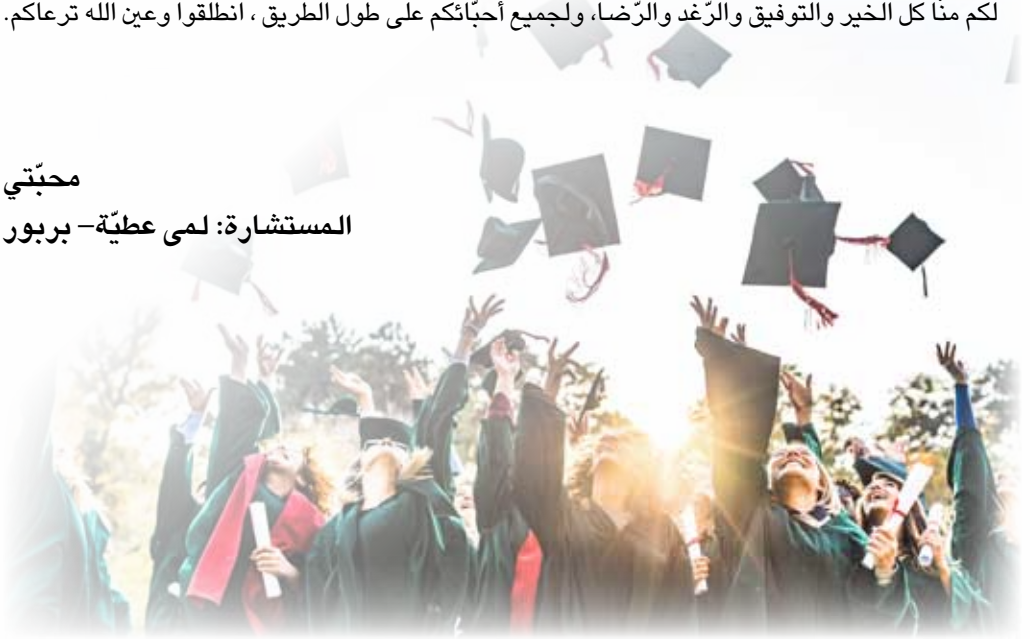 لكم منّا كل الخير والتوفيق والرّغد والرّضا، ولجميع أحبّائكم على طول الطريق ، انطلقوا وعين الله ترعاكم.
محبّتي
المستشارة: لمى عطيّة– بربور